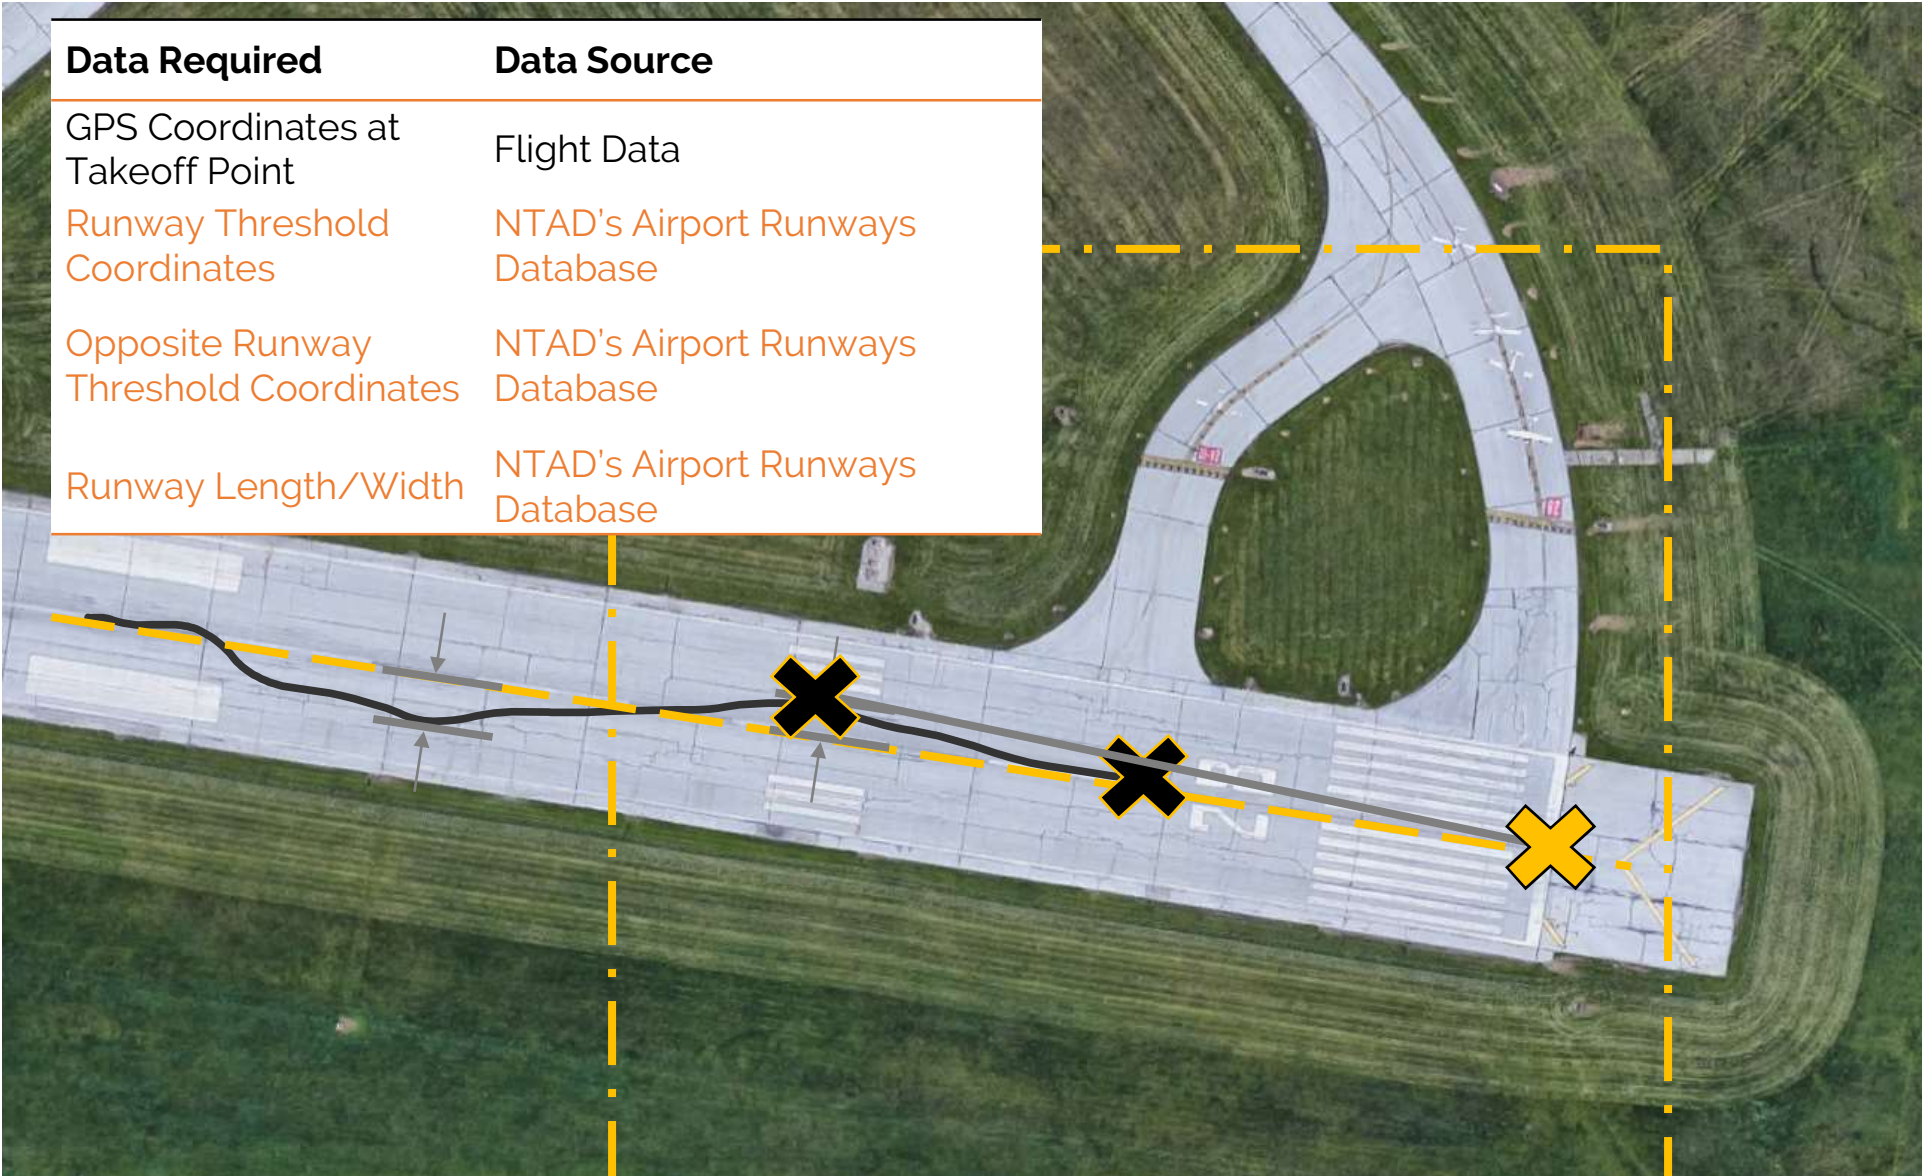 Data Required Data Source
GPS Coordinates at
Takeoff Point
Flight Data
Runway Threshold
Coordinates
NTAD's Airport Runways
Database
Opposite Runway
Threshold Coordinates
NTAD's Airport Runways
Database
Runway Length/Width
NTAD's Airport Runways
Database
23